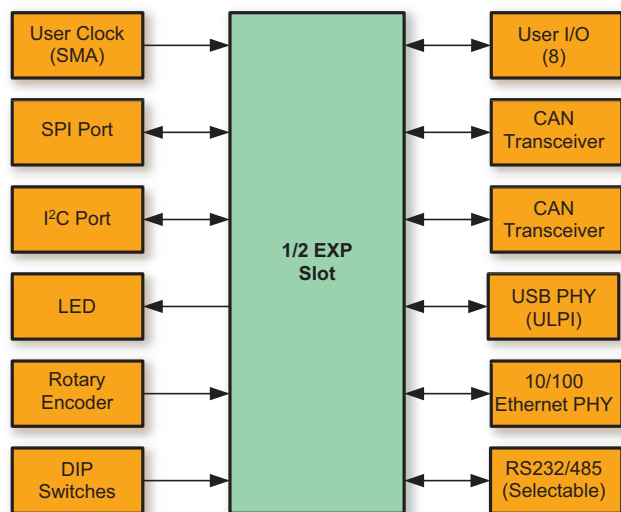 User Clock
(SMA)
SPI Port
I²C Port
LED
Rotary
Encoder
DIP
Switches
1/2 EXP
Slot
User I/O
(8)
CAN
Transceiver
CAN
Transceiver
USB PHY
(ULPI)
10/100
Ethernet PHY
RS232/485
(Selectable)